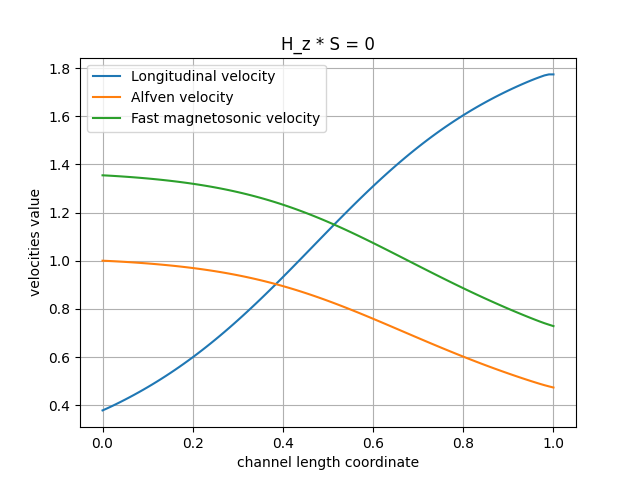 H_z * S = 0
Longitudinal velocity
Alfven velocity
Fast magnetosonic velocity
velocities value
1.8
1.6
1.4
1.2
1.0
0.8
0.6
0.4
0.0 0.2 0.4 0.6 0.8 1.0
channel length coordinate